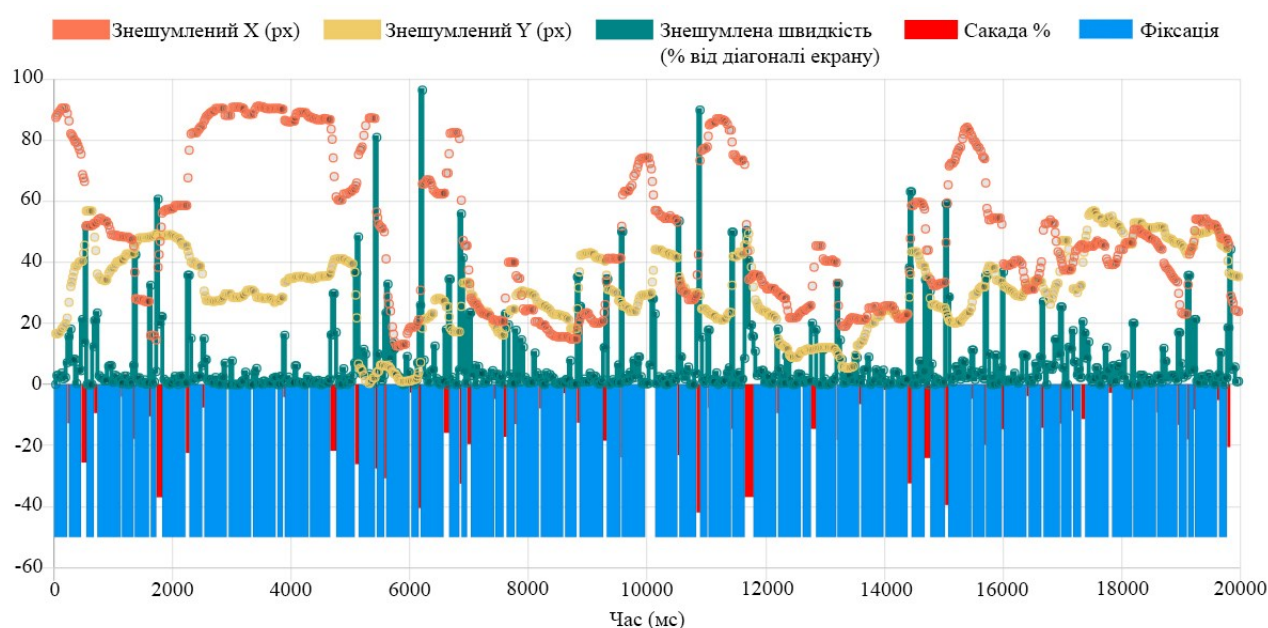 Знешумлений X (px)
Знешумлений Y (px)
Знешумлена швидкість
(% від діагоналі екрану)
Сакада %
Фіксація
100
80
60
40
20
0
-20
-40
-60
0 2000 4000 6000 8000 10000 12000 14000 16000 18000 20000
Час (мс)